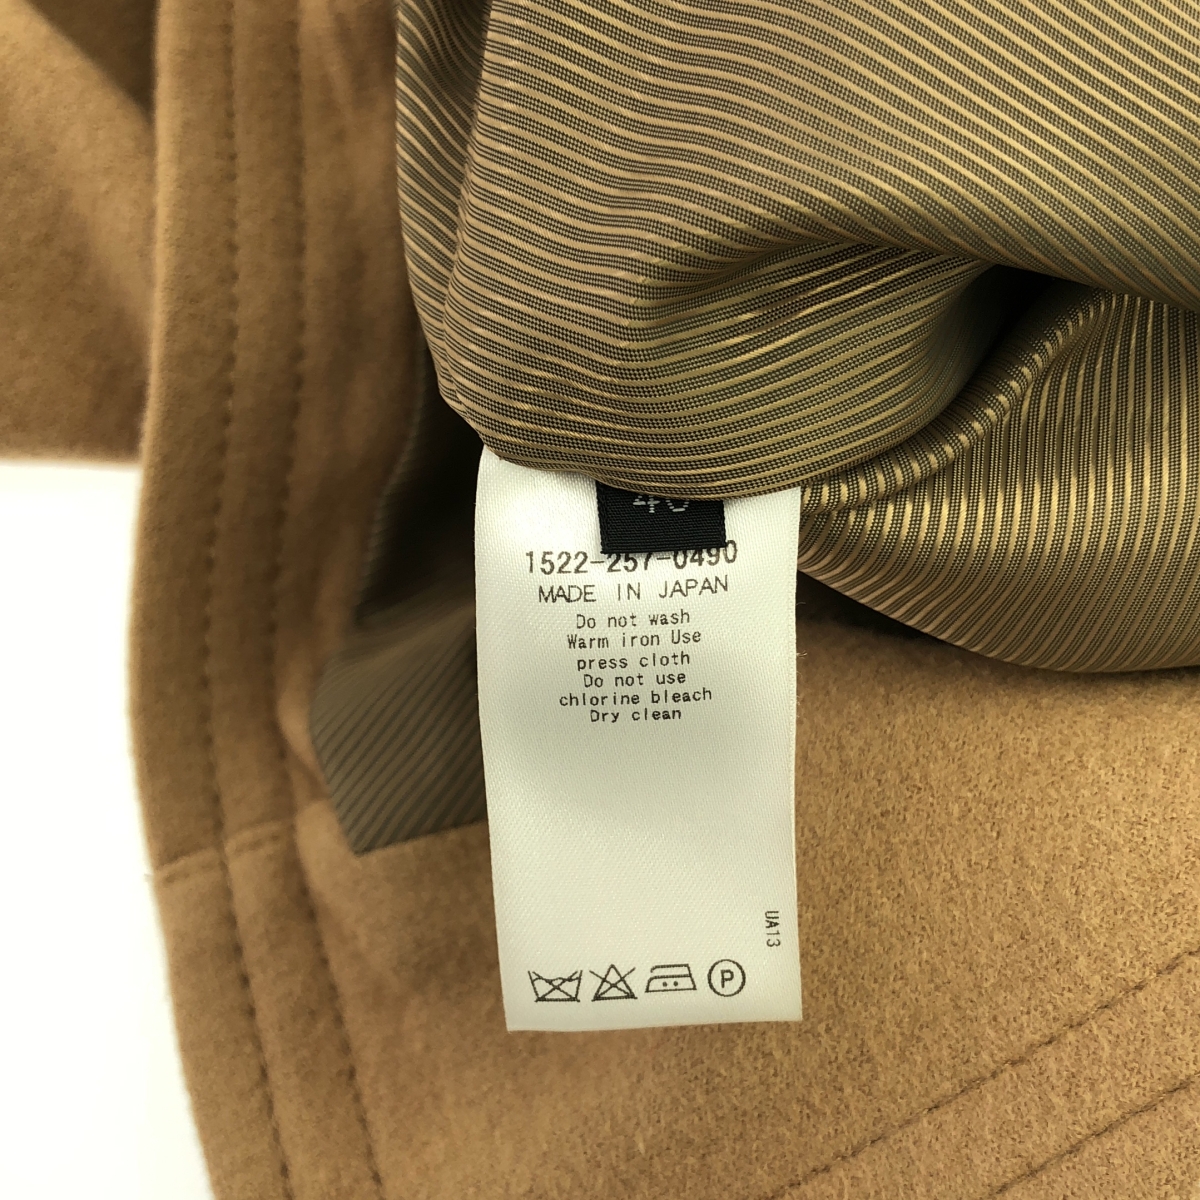 1522-257-0490
MADE IN JAPAN
Do not wash
Warm iron Use
press cloth
Do not use
chlorine bleach
Dry clean
UA13
P